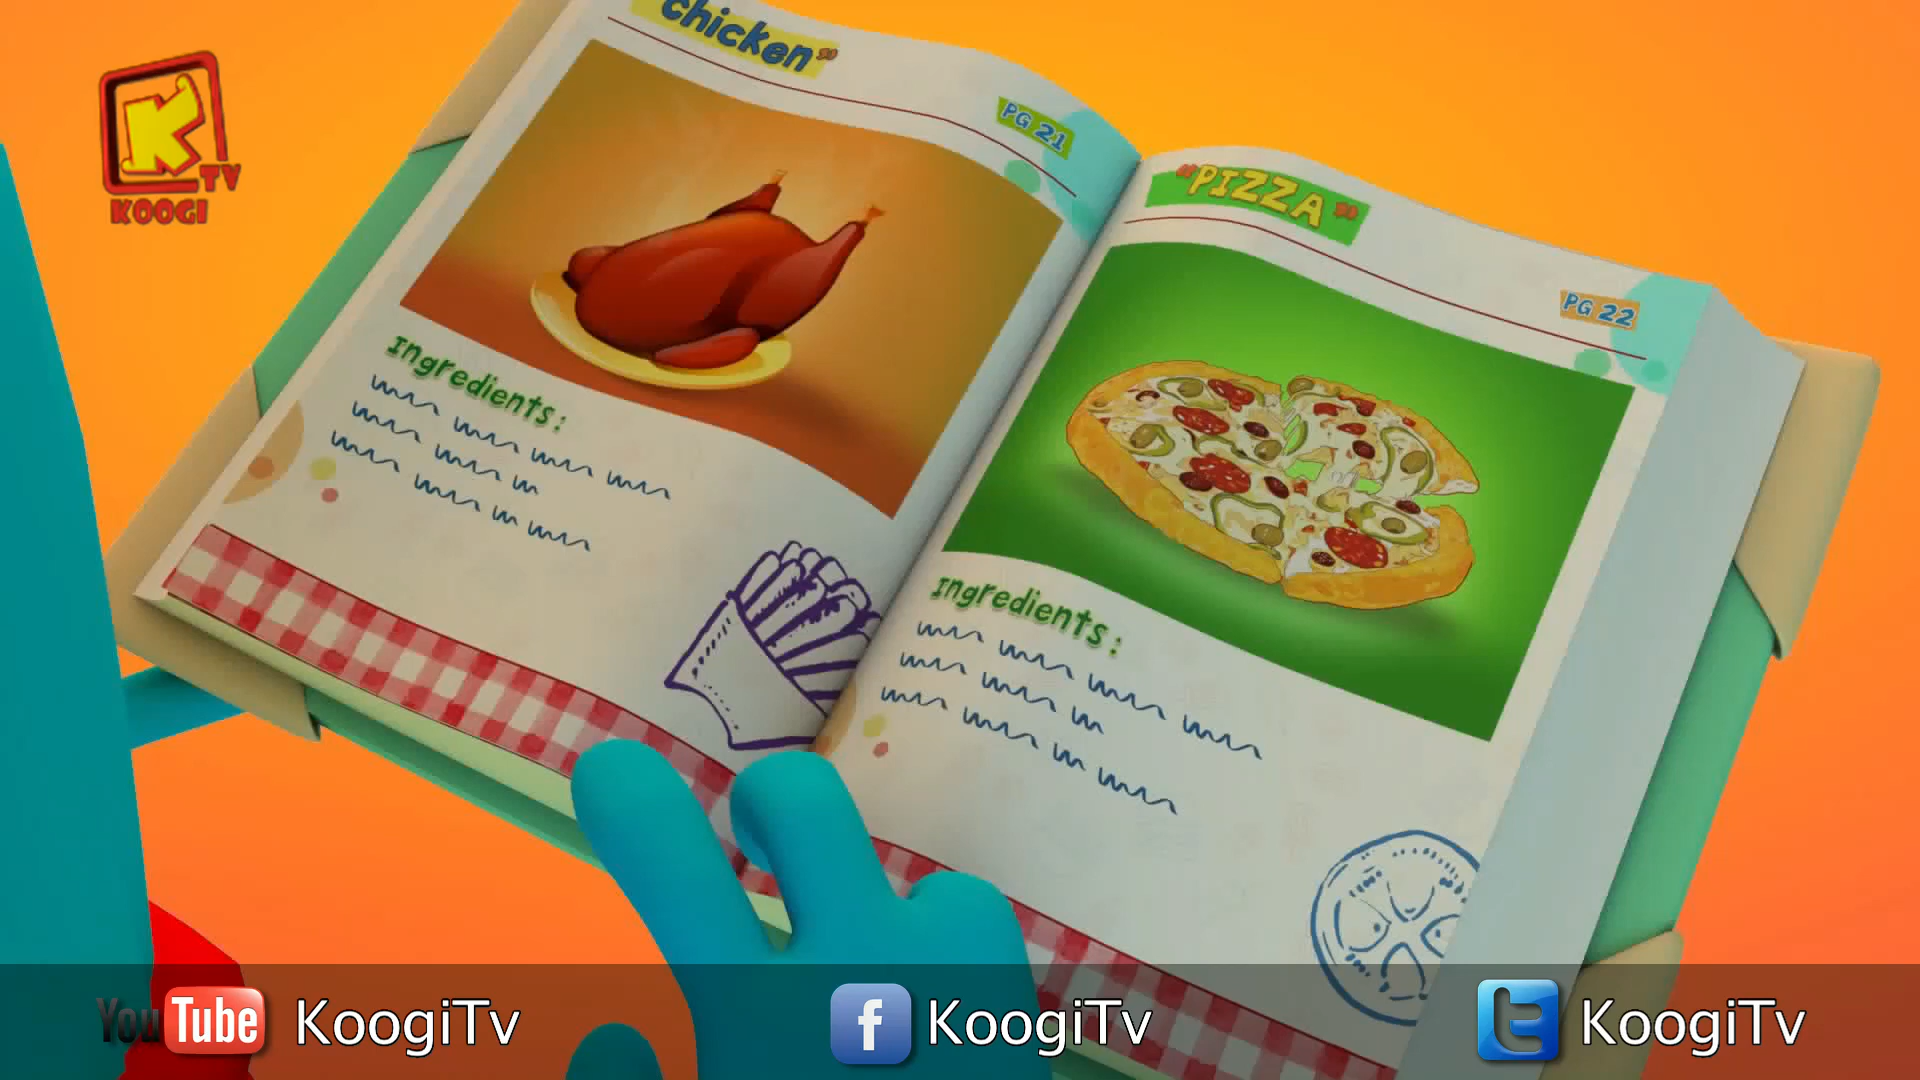 K
TV
KOOGI
Chicken"
PG 21
Ingredients:
"PIZZA"
PG 22
Ingredients:
YouTube KoogiTv
f KoogiTv
t KoogiTv